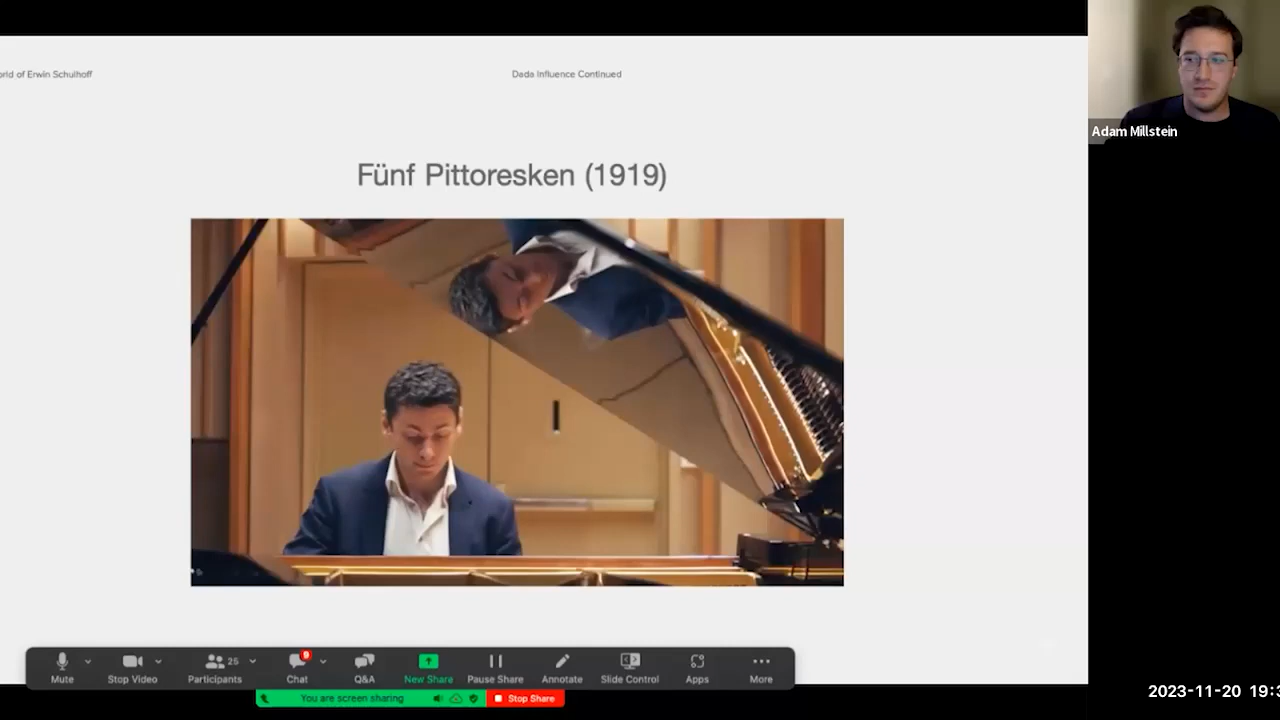 orld of Erwin Schulhoff
Dada Influence Continued
Adam Millstein
Fünf Pittoresken (1919)
25
9
Mute
Stop Video
Participants
Chat
Q&A
New Share
Pause Share
Annotate
Slide Control
Apps
More
You are screen sharing
Stop Share
2023-11-20 19:3